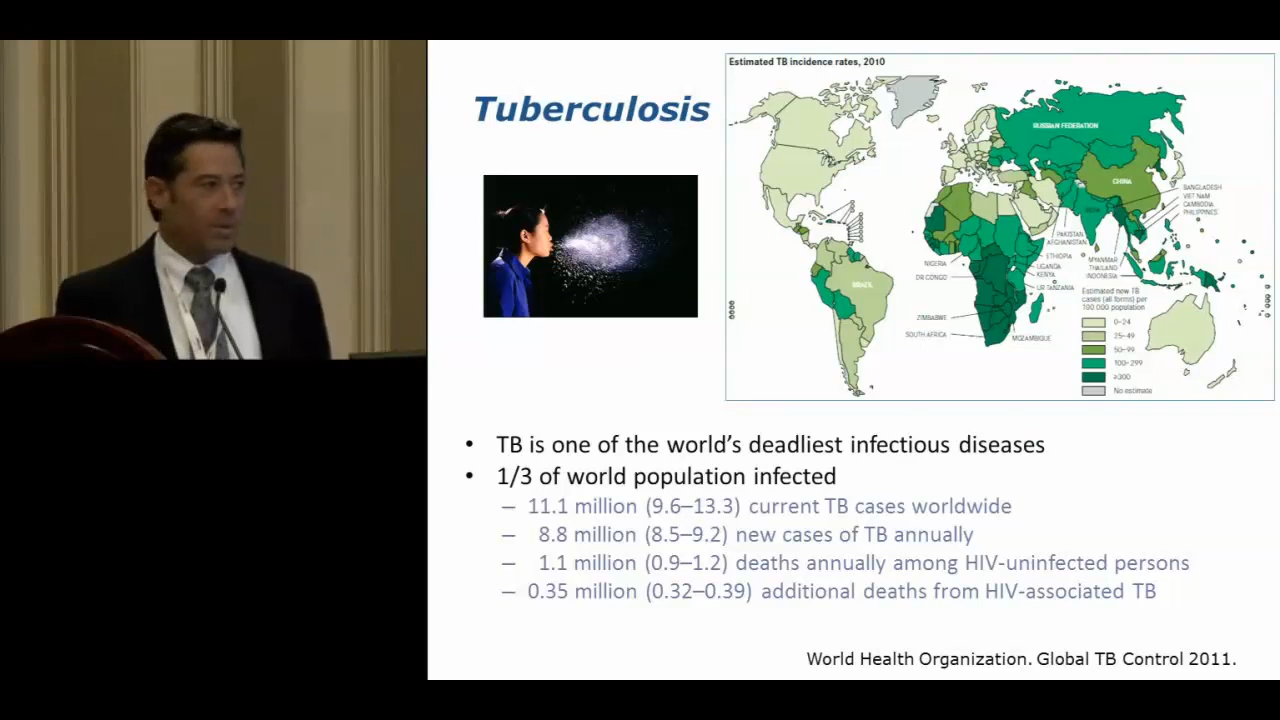 Tuberculosis
Estimated TB incidence rates, 2010
RUSSIAN FEDERATION
CHINA
BANGLADESH
VIET NAM
CAMBODIA
PHILIPPINES
INDIA
PAKISTAN
AFGHANISTAN
ETHIOPIA
NIGERIA
UGANDA
KENYA
MYANMAR
THAILAND
INDONESIA
DR CONGO
UR TANZANIA
BRAZIL
ZIMBABWE
SOUTH AFRICA
MOZAMBIQUE
Estimated new TB
cases (all forms) per
100 000 population
0–24
25–49
50–99
100–299
≥300
No estimate
• TB is one of the world's deadliest infectious diseases
• 1/3 of world population infected
– 11.1 million (9.6–13.3) current TB cases worldwide
– 8.8 million (8.5–9.2) new cases of TB annually
– 1.1 million (0.9–1.2) deaths annually among HIV-uninfected persons
– 0.35 million (0.32–0.39) additional deaths from HIV-associated TB
World Health Organization. Global TB Control 2011.